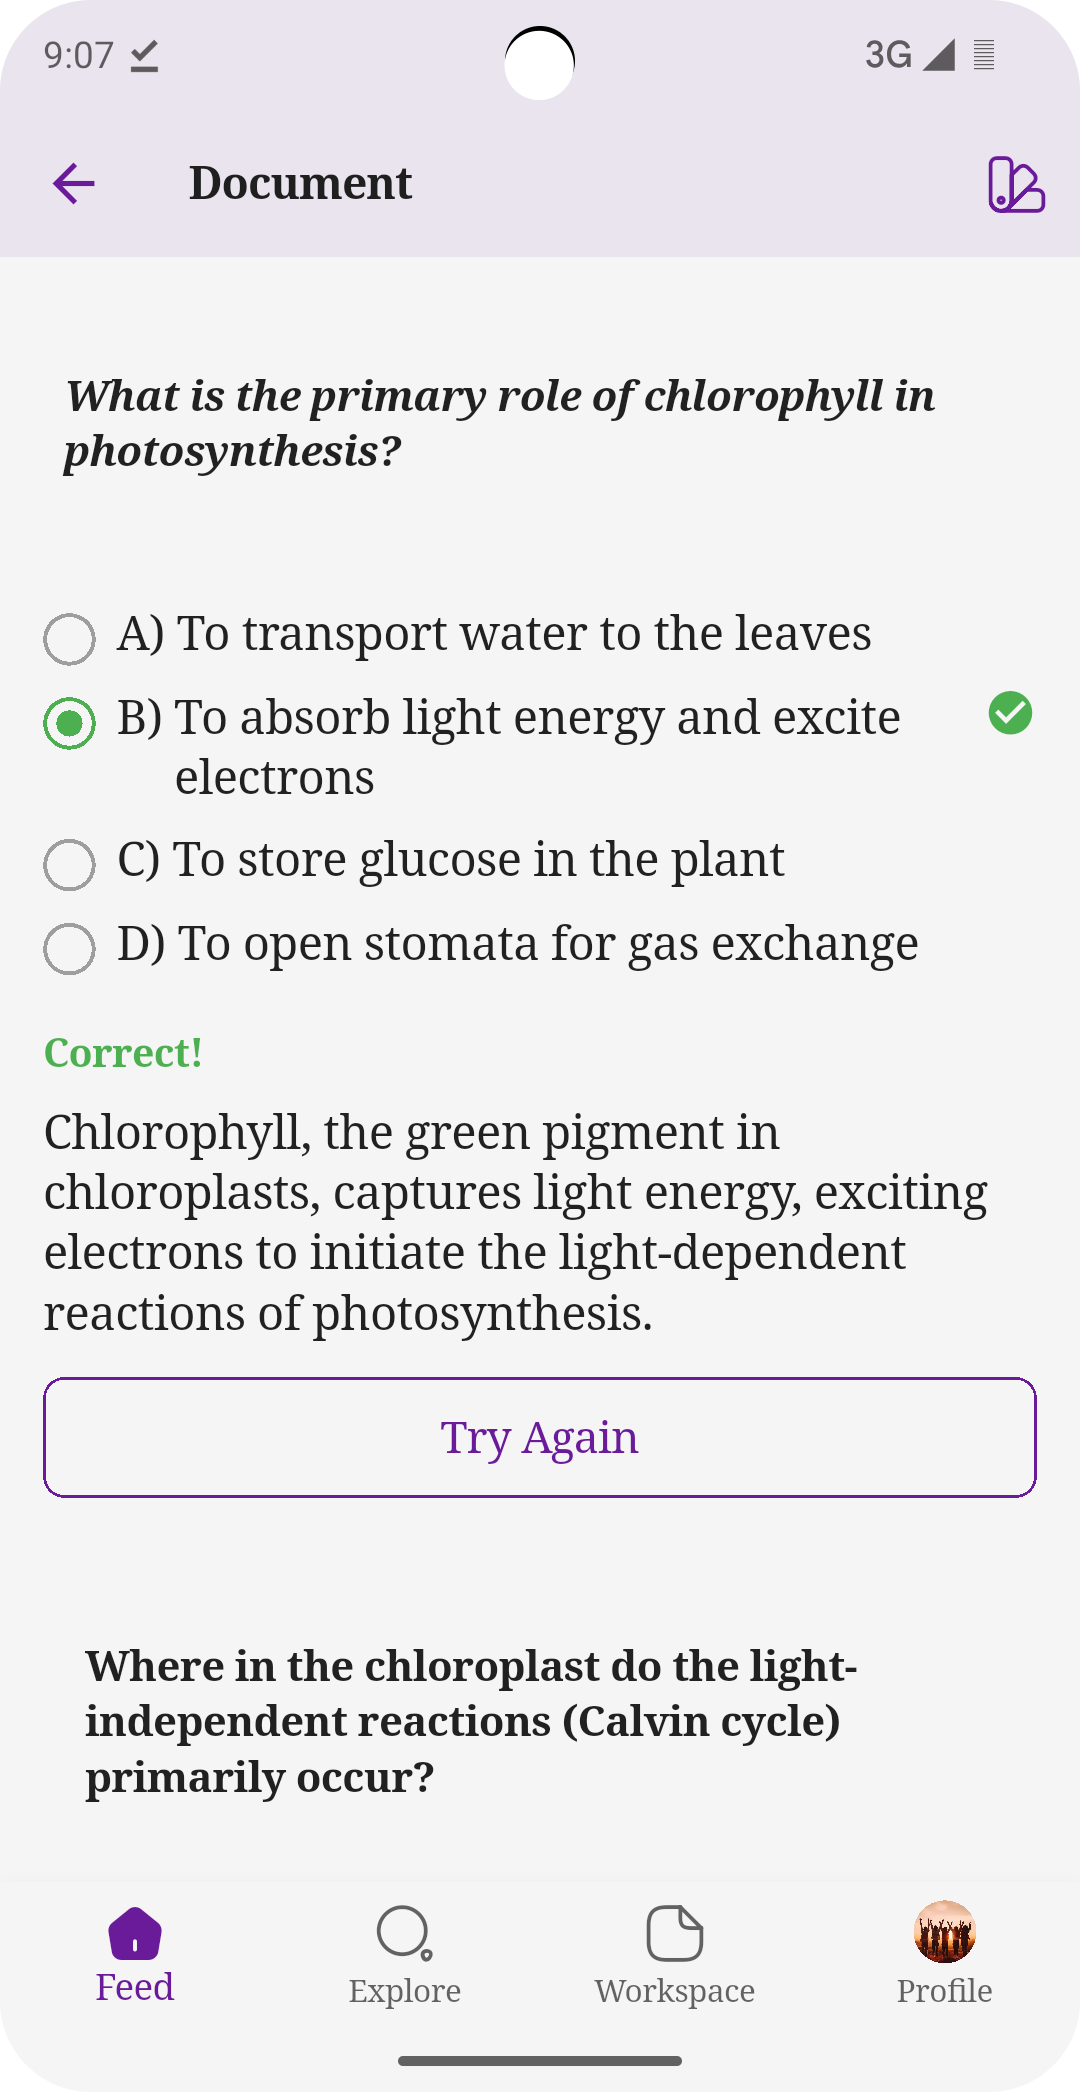 9:07
3G
Document
What is the primary role of chlorophyll in
photosynthesis?
A) To transport water to the leaves
B) To absorb light energy and excite
electrons
C) To store glucose in the plant
D) To open stomata for gas exchange
Correct!
Chlorophyll, the green pigment in
chloroplasts, captures light energy, exciting
electrons to initiate the light-dependent
reactions of photosynthesis.
Try Again
Where in the chloroplast do the light-
independent reactions (Calvin cycle)
primarily occur?
Feed
Explore
Workspace
Profile